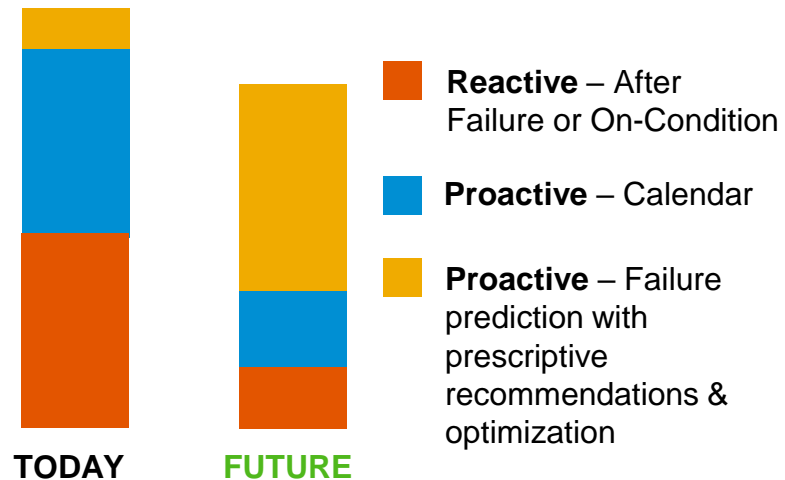 Reactive – After
Failure or On-Condition
Proactive – Calendar
Proactive – Failure
prediction with
prescriptive
recommendations &
optimization
TODAY
FUTURE